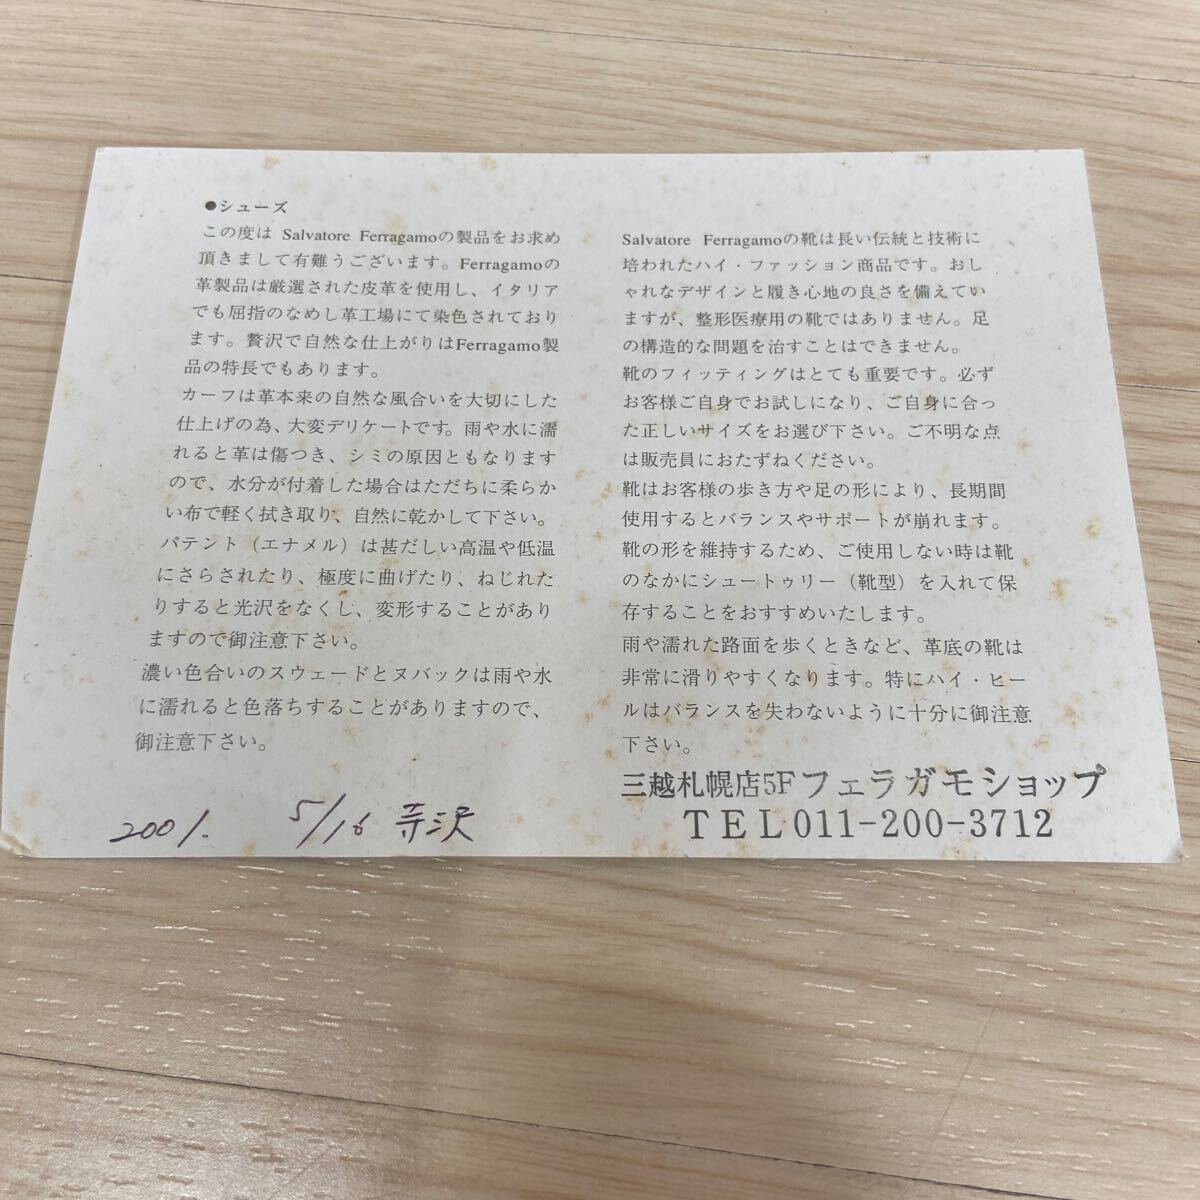 ●シューズ
この度は Salvatore Ferragamoの製品をお求め
頂きまして有難うございます。Ferragamoの
革製品は厳選された皮革を使用し、イタリア
でも屈指のなめし革工場にて染色されており
ます。贅沢で自然な仕上がりはFerragamo製
品の特長でもあります。
カーフは革本来の自然な風合いを大切にした
仕上げの為、大変デリケートです。雨や水に濡
れると革は傷つき、シミの原因ともなります
ので、水分が付着した場合はただちに柔らか
い布で軽く拭き取り、自然に乾かして下さい。
パテント（エナメル）は甚だしい高温や低温
にさらされたり、極度に曲げたり、ねじれた
りすると光沢をなくし、変形することがあり
ますので御注意下さい。
濃い色合いのスウェードとヌバックは雨や水
に濡れると色落ちすることがありますので、
御注意下さい。
Salvatore Ferragamoの靴は長い伝統と技術に
培われたハイ・ファッション商品です。おし
ゃれなデザインと履き心地の良さを備えてい
ますが、整形医療用の靴ではありません。足
の構造的な問題を治すことはできません。
靴のフィッティングはとても重要です。必ず
お客様ご自身でお試しになり、ご自身に合っ
た正しいサイズをお選び下さい。ご不明な点
は販売員におたずねください。
靴はお客様の歩き方や足の形により、長期間
使用するとバランスやサポートが崩れます。
靴の形を維持するため、ご使用しない時は靴
のなかにシュートゥリー（靴型）を入れて保
存することをおすすめいたします。
雨や濡れた路面を歩くときなど、革底の靴は
非常に滑りやすくなります。特にハイ・ヒー
ルはバランスを失わないように十分に御注意
下さい。
三越札幌店5Fフェラガモショップ
TEL011-200-3712
2001. 5/16 寺沢